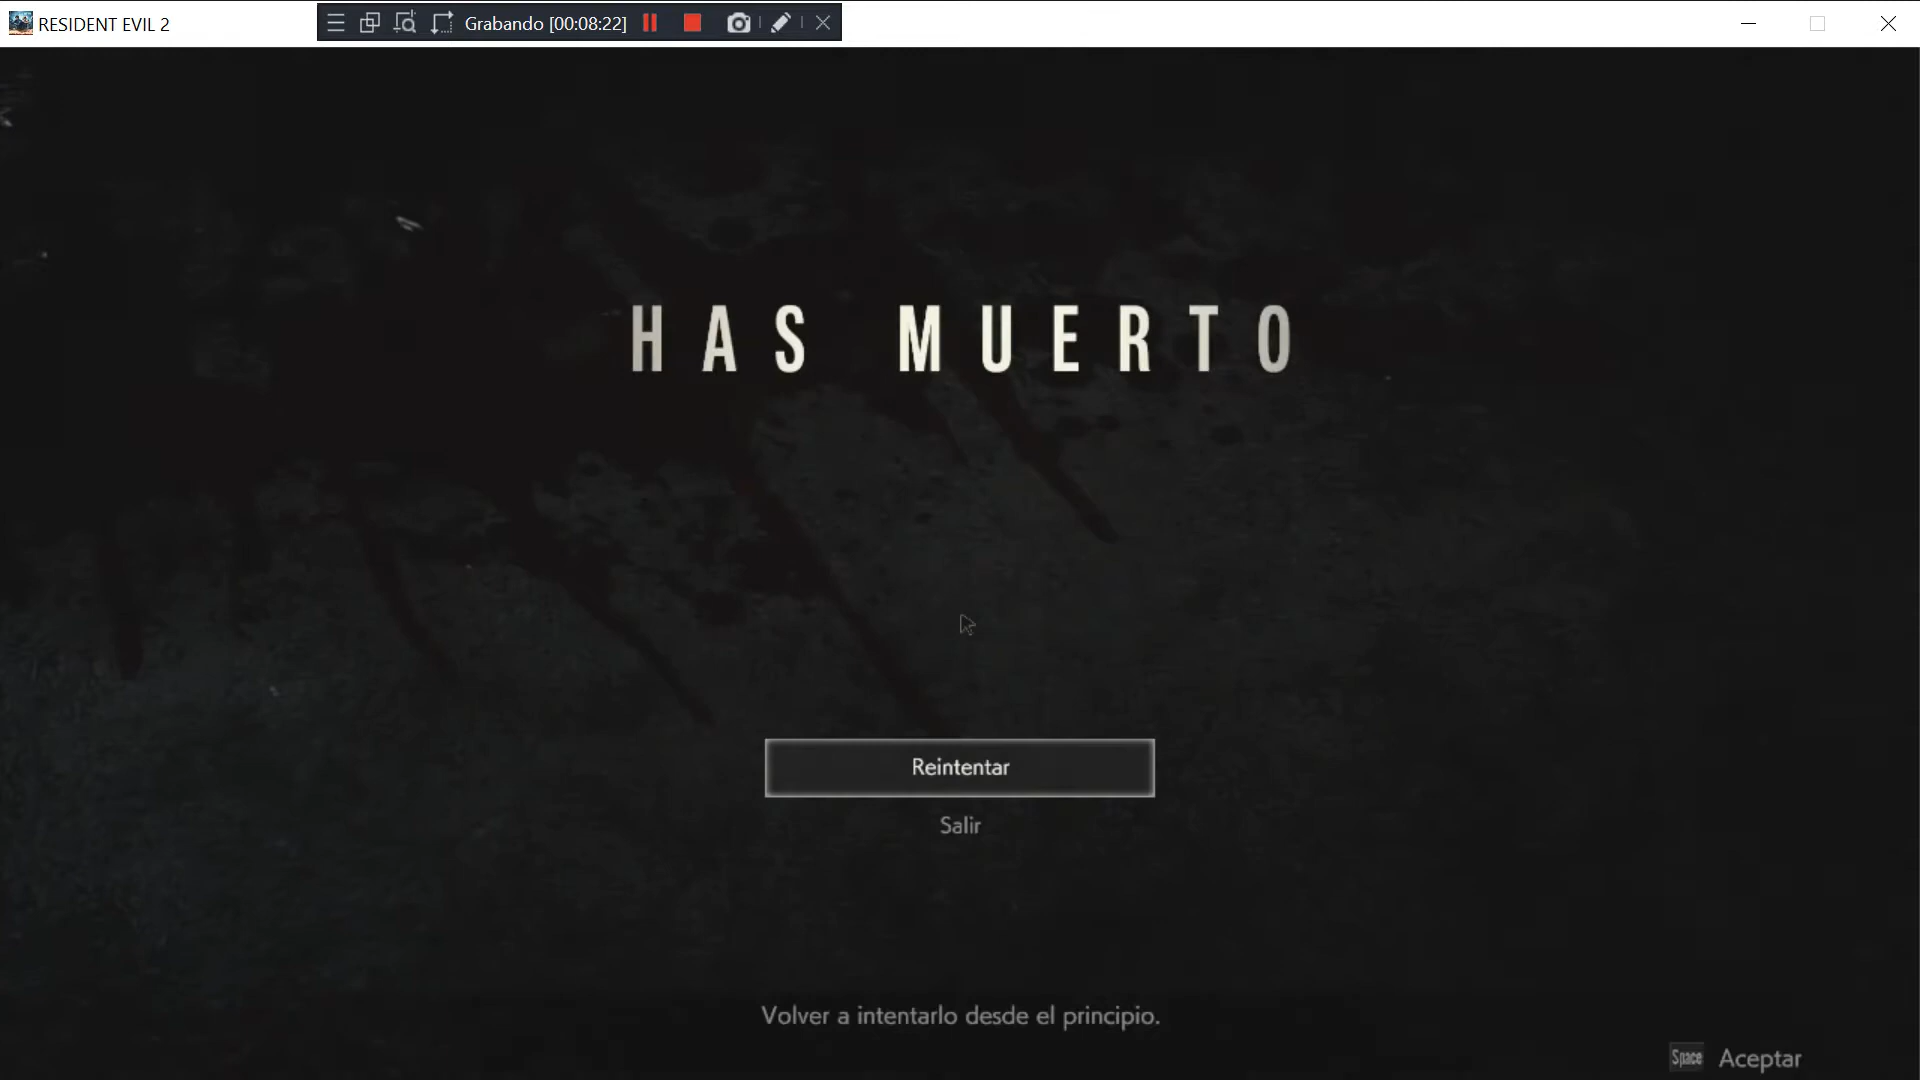 RESIDENT EVIL 2
Grabando [00:08:22]
HAS MUERTO
Reintentar
Salir
Volver a intentarlo desde el principio.
Space Aceptar